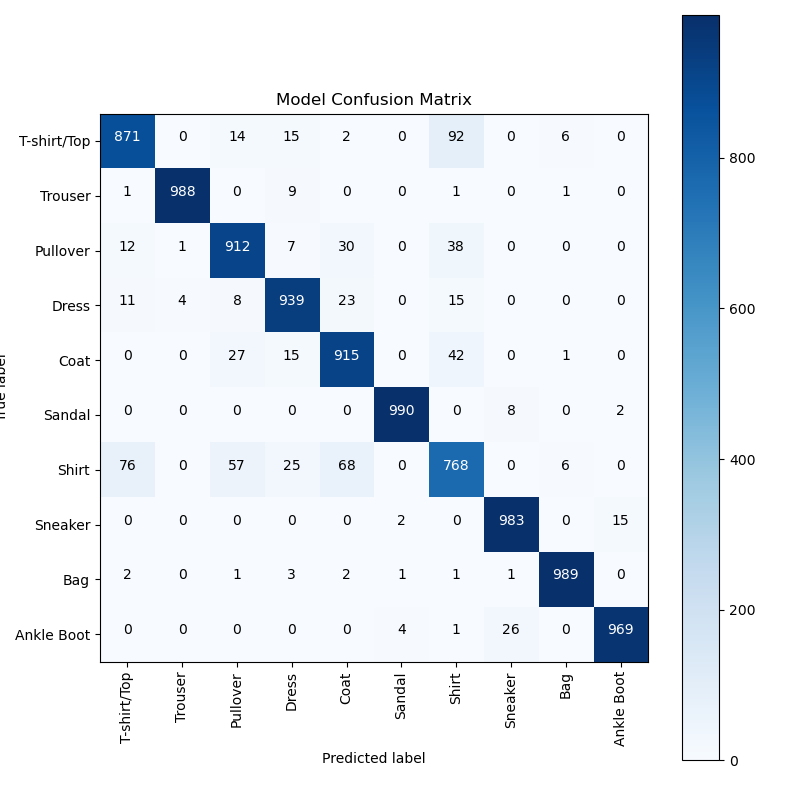 Model Confusion Matrix
T-shirt/Top 871 0 14 15 2 0 92 0 6 0
Trouser 1 988 0 9 0 0 1 0 1 0
Pullover 12 1 912 7 30 0 38 0 0 0
Dress 11 4 8 939 23 0 15 0 0 0
Coat 0 0 27 15 915 0 42 0 1 0
Sandal 0 0 0 0 0 990 0 8 0 2
Shirt 76 0 57 25 68 0 768 0 6 0
Sneaker 0 0 0 0 0 2 0 983 0 15
Bag 2 0 1 3 2 1 1 1 989 0
Ankle Boot 0 0 0 0 0 4 1 26 0 969
T-shirt/Top
Trouser
Pullover
Dress
Coat
Sandal
Shirt
Sneaker
Bag
Ankle Boot
Predicted label
True label
800
600
400
200
0